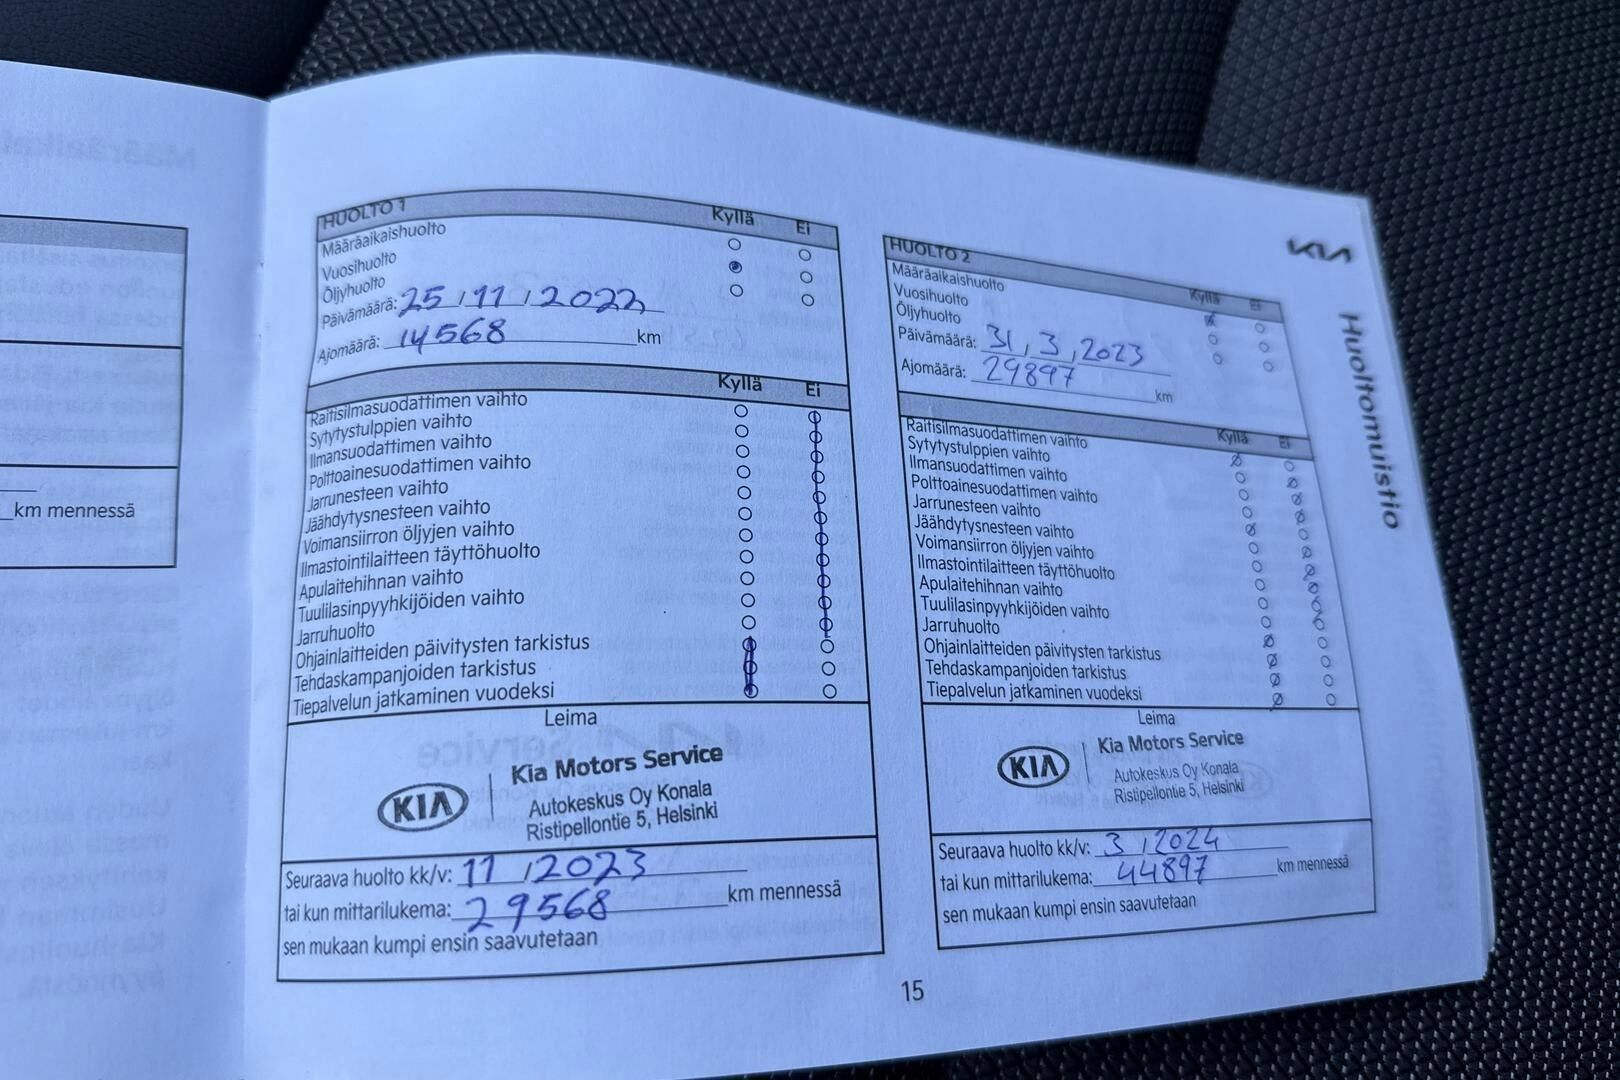 km mennessä
HUOLTO 1 Kyllä Ei
Määräaikaishuolto
Vuosihuolto
Öljyhuolto
Päivämäärä: 25 / 11 / 2022
Ajomäärä: 14568 km
Kyllä Ei
Raitisilmasuodattimen vaihto
Sytytystulppien vaihto
Ilmansuodattimen vaihto
Polttoainesuodattimen vaihto
Jarrunesteen vaihto
Jäähdytysnesteen vaihto
Voimansiirron öljyjen vaihto
Ilmastointilaitteen täyttöhuolto
Apulaitehihnan vaihto
Tuulilasinpyyhkijöiden vaihto
Jarruhuolto
Ohjainlaitteiden päivitysten tarkistus
Tehdaskampanjoiden tarkistus
Tiepalvelun jatkaminen vuodeksi
Leima
KIA
Kia Motors Service
Autokeskus Oy Konala
Ristipellontie 5, Helsinki
Seuraava huolto kk/v: 11 / 2023
tai kun mittarilukema: 29568 km mennessä
sen mukaan kumpi ensin saavutetaan
HUOLTO 2 Kyllä Ei
Määräaikaishuolto
Vuosihuolto
Öljyhuolto
Päivämäärä: 31 / 3 / 2023
Ajomäärä: 29897 km
Kyllä Ei
Raitisilmasuodattimen vaihto
Sytytystulppien vaihto
Ilmansuodattimen vaihto
Polttoainesuodattimen vaihto
Jarrunesteen vaihto
Jäähdytysnesteen vaihto
Voimansiirron öljyjen vaihto
Ilmastointilaitteen täyttöhuolto
Apulaitehihnan vaihto
Tuulilasinpyyhkijöiden vaihto
Jarruhuolto
Ohjainlaitteiden päivitysten tarkistus
Tehdaskampanjoiden tarkistus
Tiepalvelun jatkaminen vuodeksi
Leima
KIA
Kia Motors Service
Autokeskus Oy Konala
Ristipellontie 5, Helsinki
Seuraava huolto kk/v: 3 / 2024
tai kun mittarilukema: 44897 km mennessä
sen mukaan kumpi ensin saavutetaan
KIA
Huoltomuistio
15